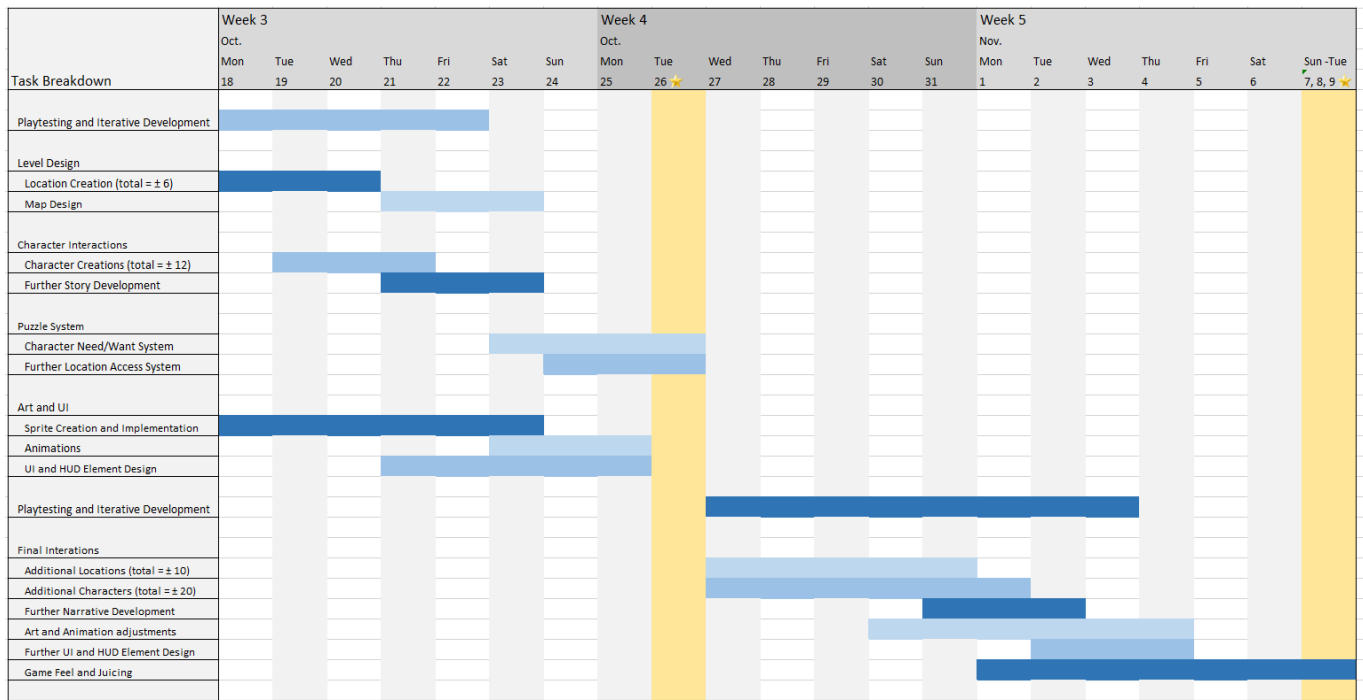 Week 3 Week 4 Week 5
Oct. Oct. Nov.
Mon Tue Wed Thu Fri Sat Sun Mon Tue Wed Thu Fri Sat Sun Mon Tue Wed Thu Fri Sat Sun -Tue
Task Breakdown 18 19 20 21 22 23 24 25 26 27 28 29 30 31 1 2 3 4 5 6 7, 8, 9
Playtesting and Iterative Development
Level Design
Location Creation (total = ± 6)
Map Design
Character Interactions
Character Creations (total = ± 12)
Further Story Development
Puzzle System
Character Need/Want System
Further Location Access System
Art and UI
Sprite Creation and Implementation
Animations
UI and HUD Element Design
Playtesting and Iterative Development
Final Interations
Additional Locations (total = ± 10)
Additional Characters (total = ± 20)
Further Narrative Development
Art and Animation adjustments
Further UI and HUD Element Design
Game Feel and Juicing